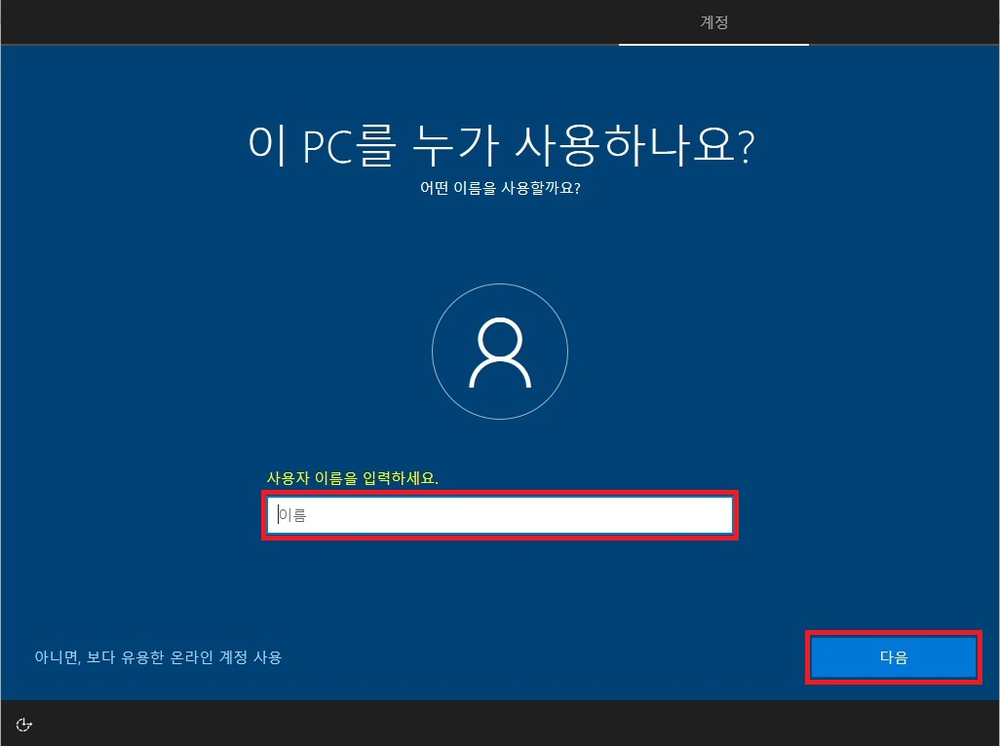 계정
이 PC를 누가 사용하나요?
어떤 이름을 사용할까요?
사용자 이름을 입력하세요.
이름
아니면, 보다 유용한 온라인 계정 사용
다음